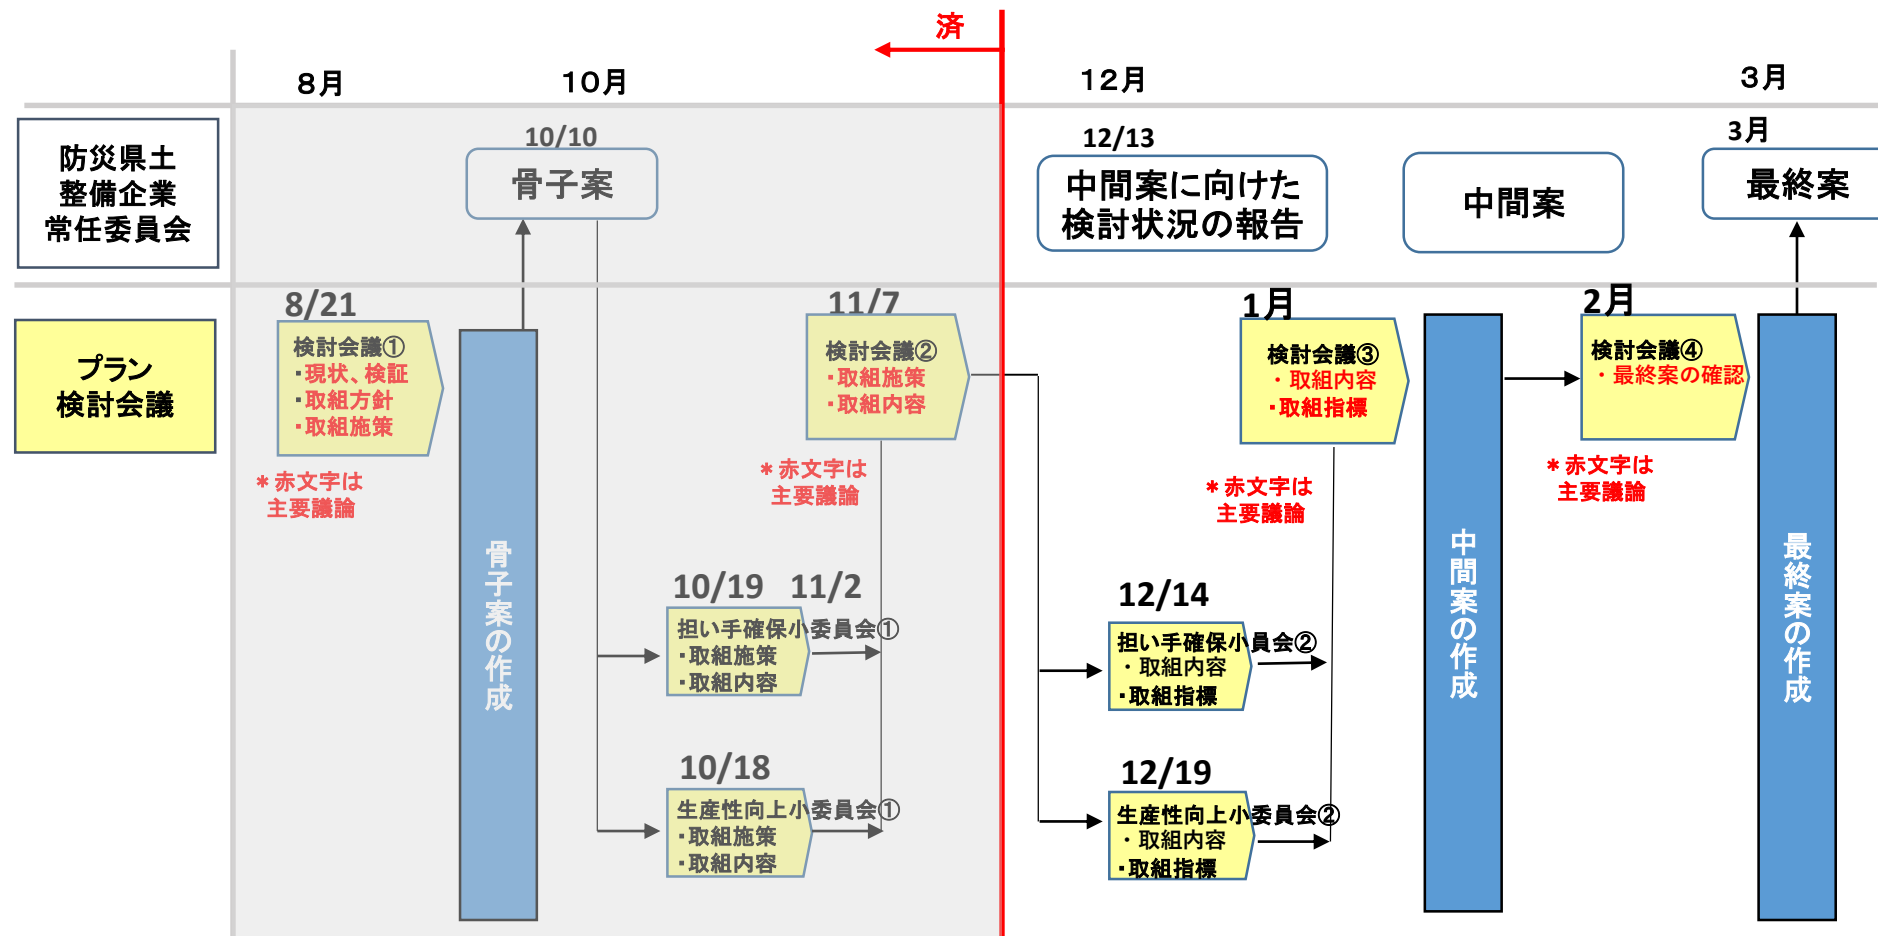 済
8月
10月
12月
3月
防災県土
整備企業
常任委員会
10/10
骨子案
12/13
中間案に向けた
検討状況の報告
中間案
3月
最終案
プラン
検討会議
8/21
検討会議①
・現状、検証
・取組方針
・取組施策
＊赤文字は
主要議論
骨子案の作成
11/7
検討会議②
・取組施策
・取組内容
＊赤文字は
主要議論
10/19 11/2
担い手確保小委員会①
・取組施策
・取組内容
10/18
生産性向上小委員会①
・取組施策
・取組内容
1月
検討会議③
・取組内容
・取組指標
＊赤文字は
主要議論
12/14
担い手確保小員会②
・取組内容
・取組指標
12/19
生産性向上小委員会②
・取組内容
・取組指標
中間案の作成
2月
検討会議④
・最終案の確認
＊赤文字は
主要議論
最終案の作成